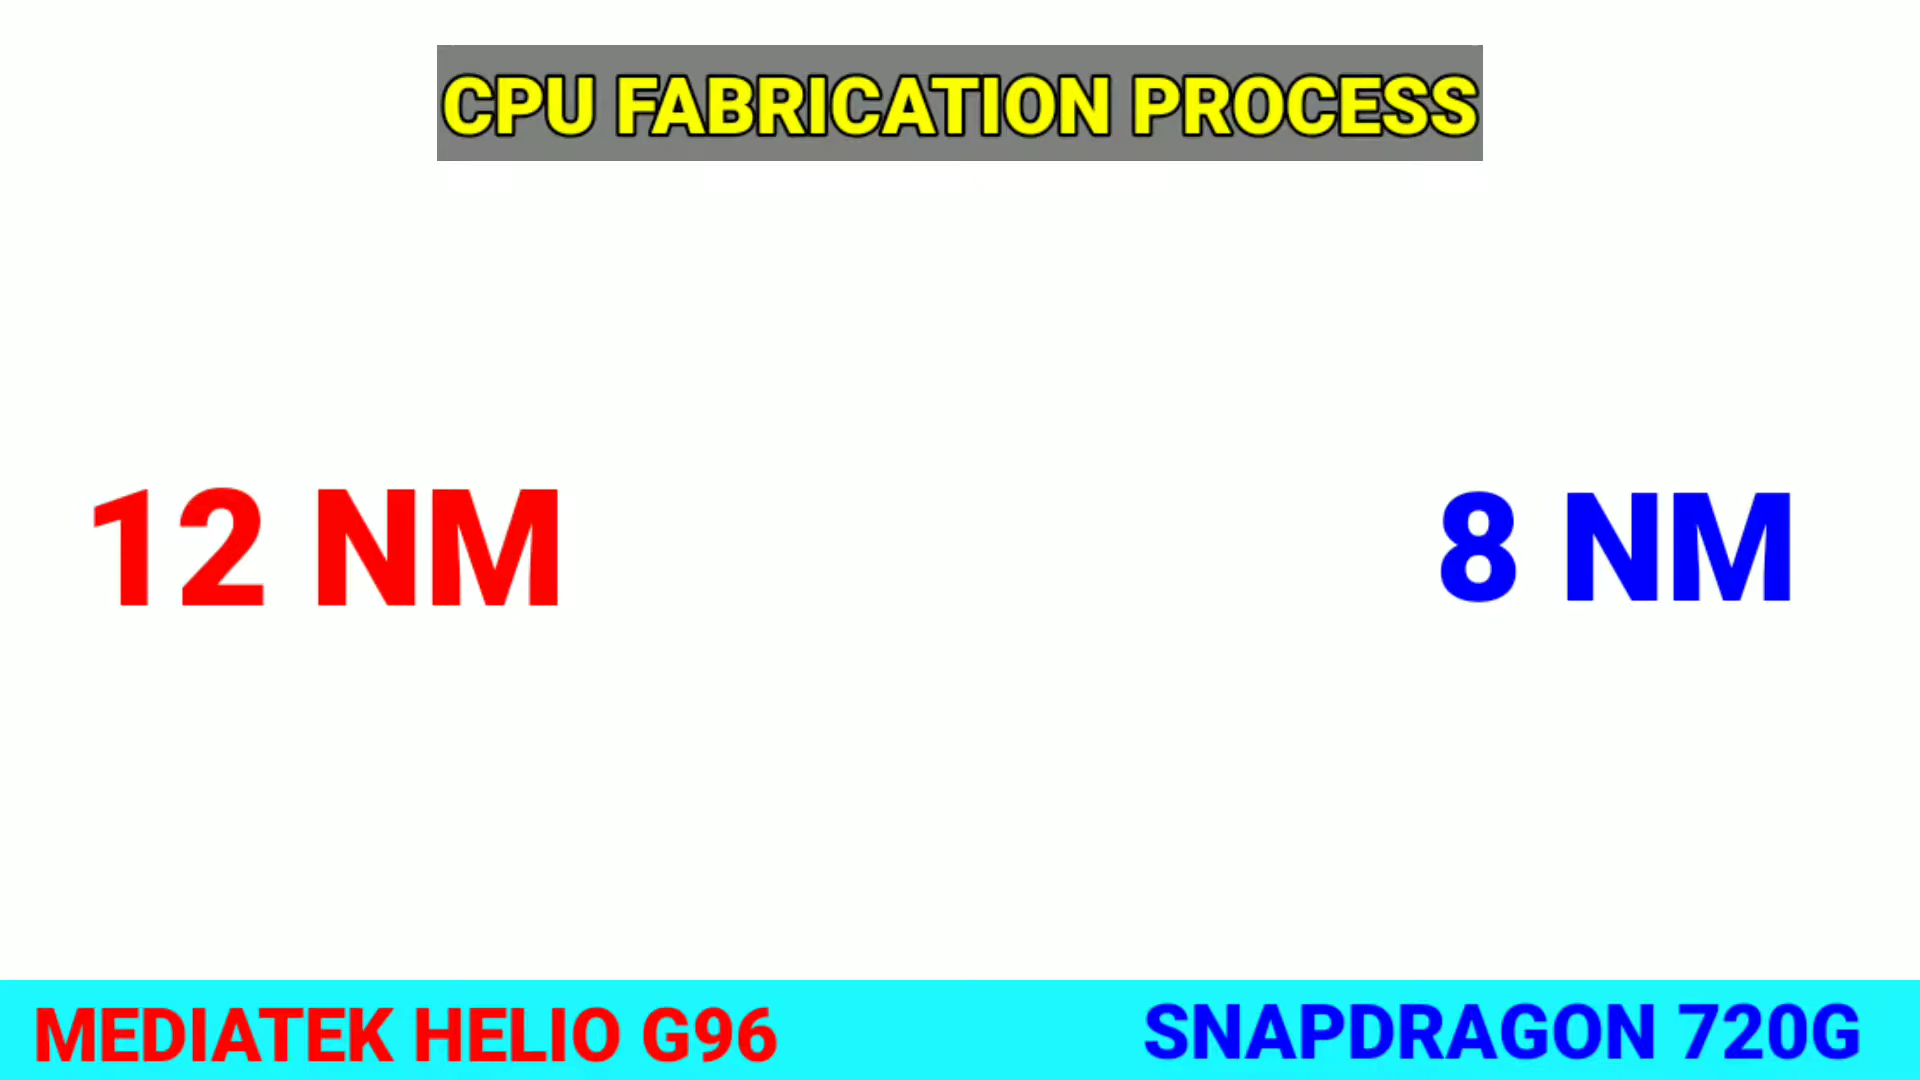 CPU FABRICATION PROCESS
12 NM
8 NM
MEDIATEK HELIO G96
SNAPDRAGON 720G